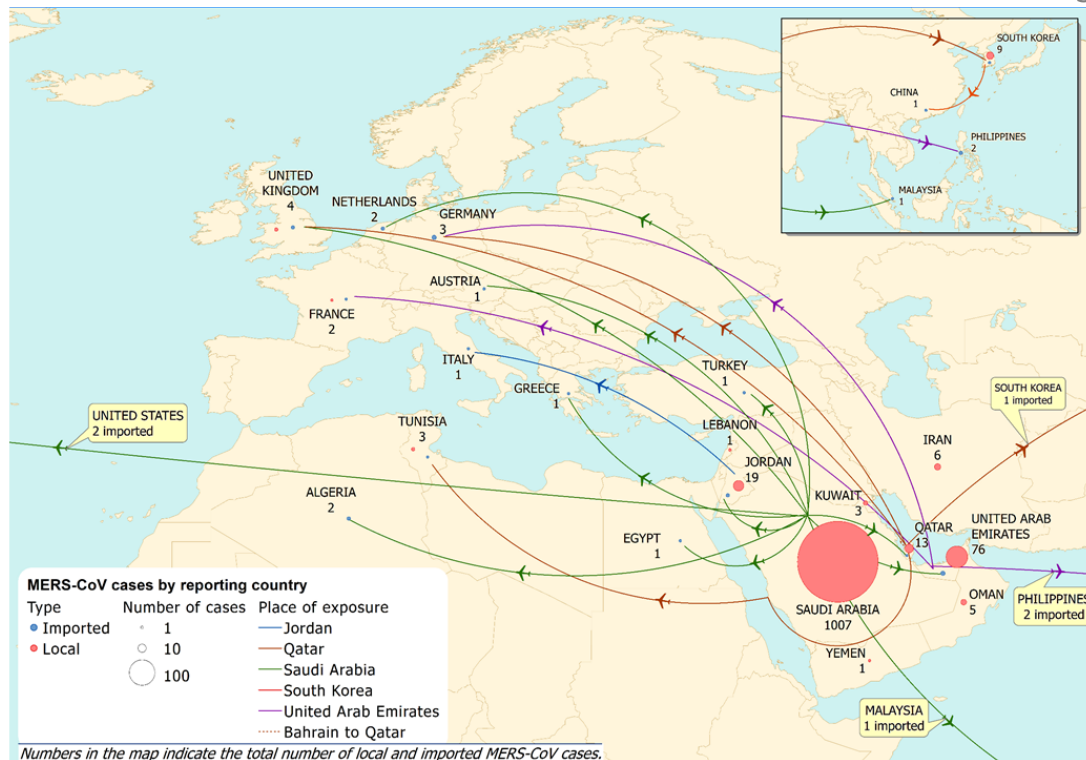 SOUTH KOREA
9
CHINA
1
PHILIPPINES
2
MALAYSIA
1
UNITED
KINGDOM
4
NETHERLANDS
2
GERMANY
3
AUSTRIA
1
FRANCE
2
ITALY
1
GREECE
1
TURKEY
1
UNITED STATES
2 imported
TUNISIA
3
LEBANON
1
SOUTH KOREA
1 imported
IRAN
6
JORDAN
19
ALGERIA
2
KUWAIT
3
EGYPT
1
QATAR
13
UNITED ARAB
EMIRATES
76
SAUDI ARABIA
1007
OMAN
5
PHILIPPINES
2 imported
YEMEN
1
MALAYSIA
1 imported
MERS-CoV cases by reporting country
Type
Imported
Local
Number of cases
1
10
100
Place of exposure
Jordan
Qatar
Saudi Arabia
South Korea
United Arab Emirates
Bahrain to Qatar
Numbers in the map indicate the total number of local and imported MERS-CoV cases.